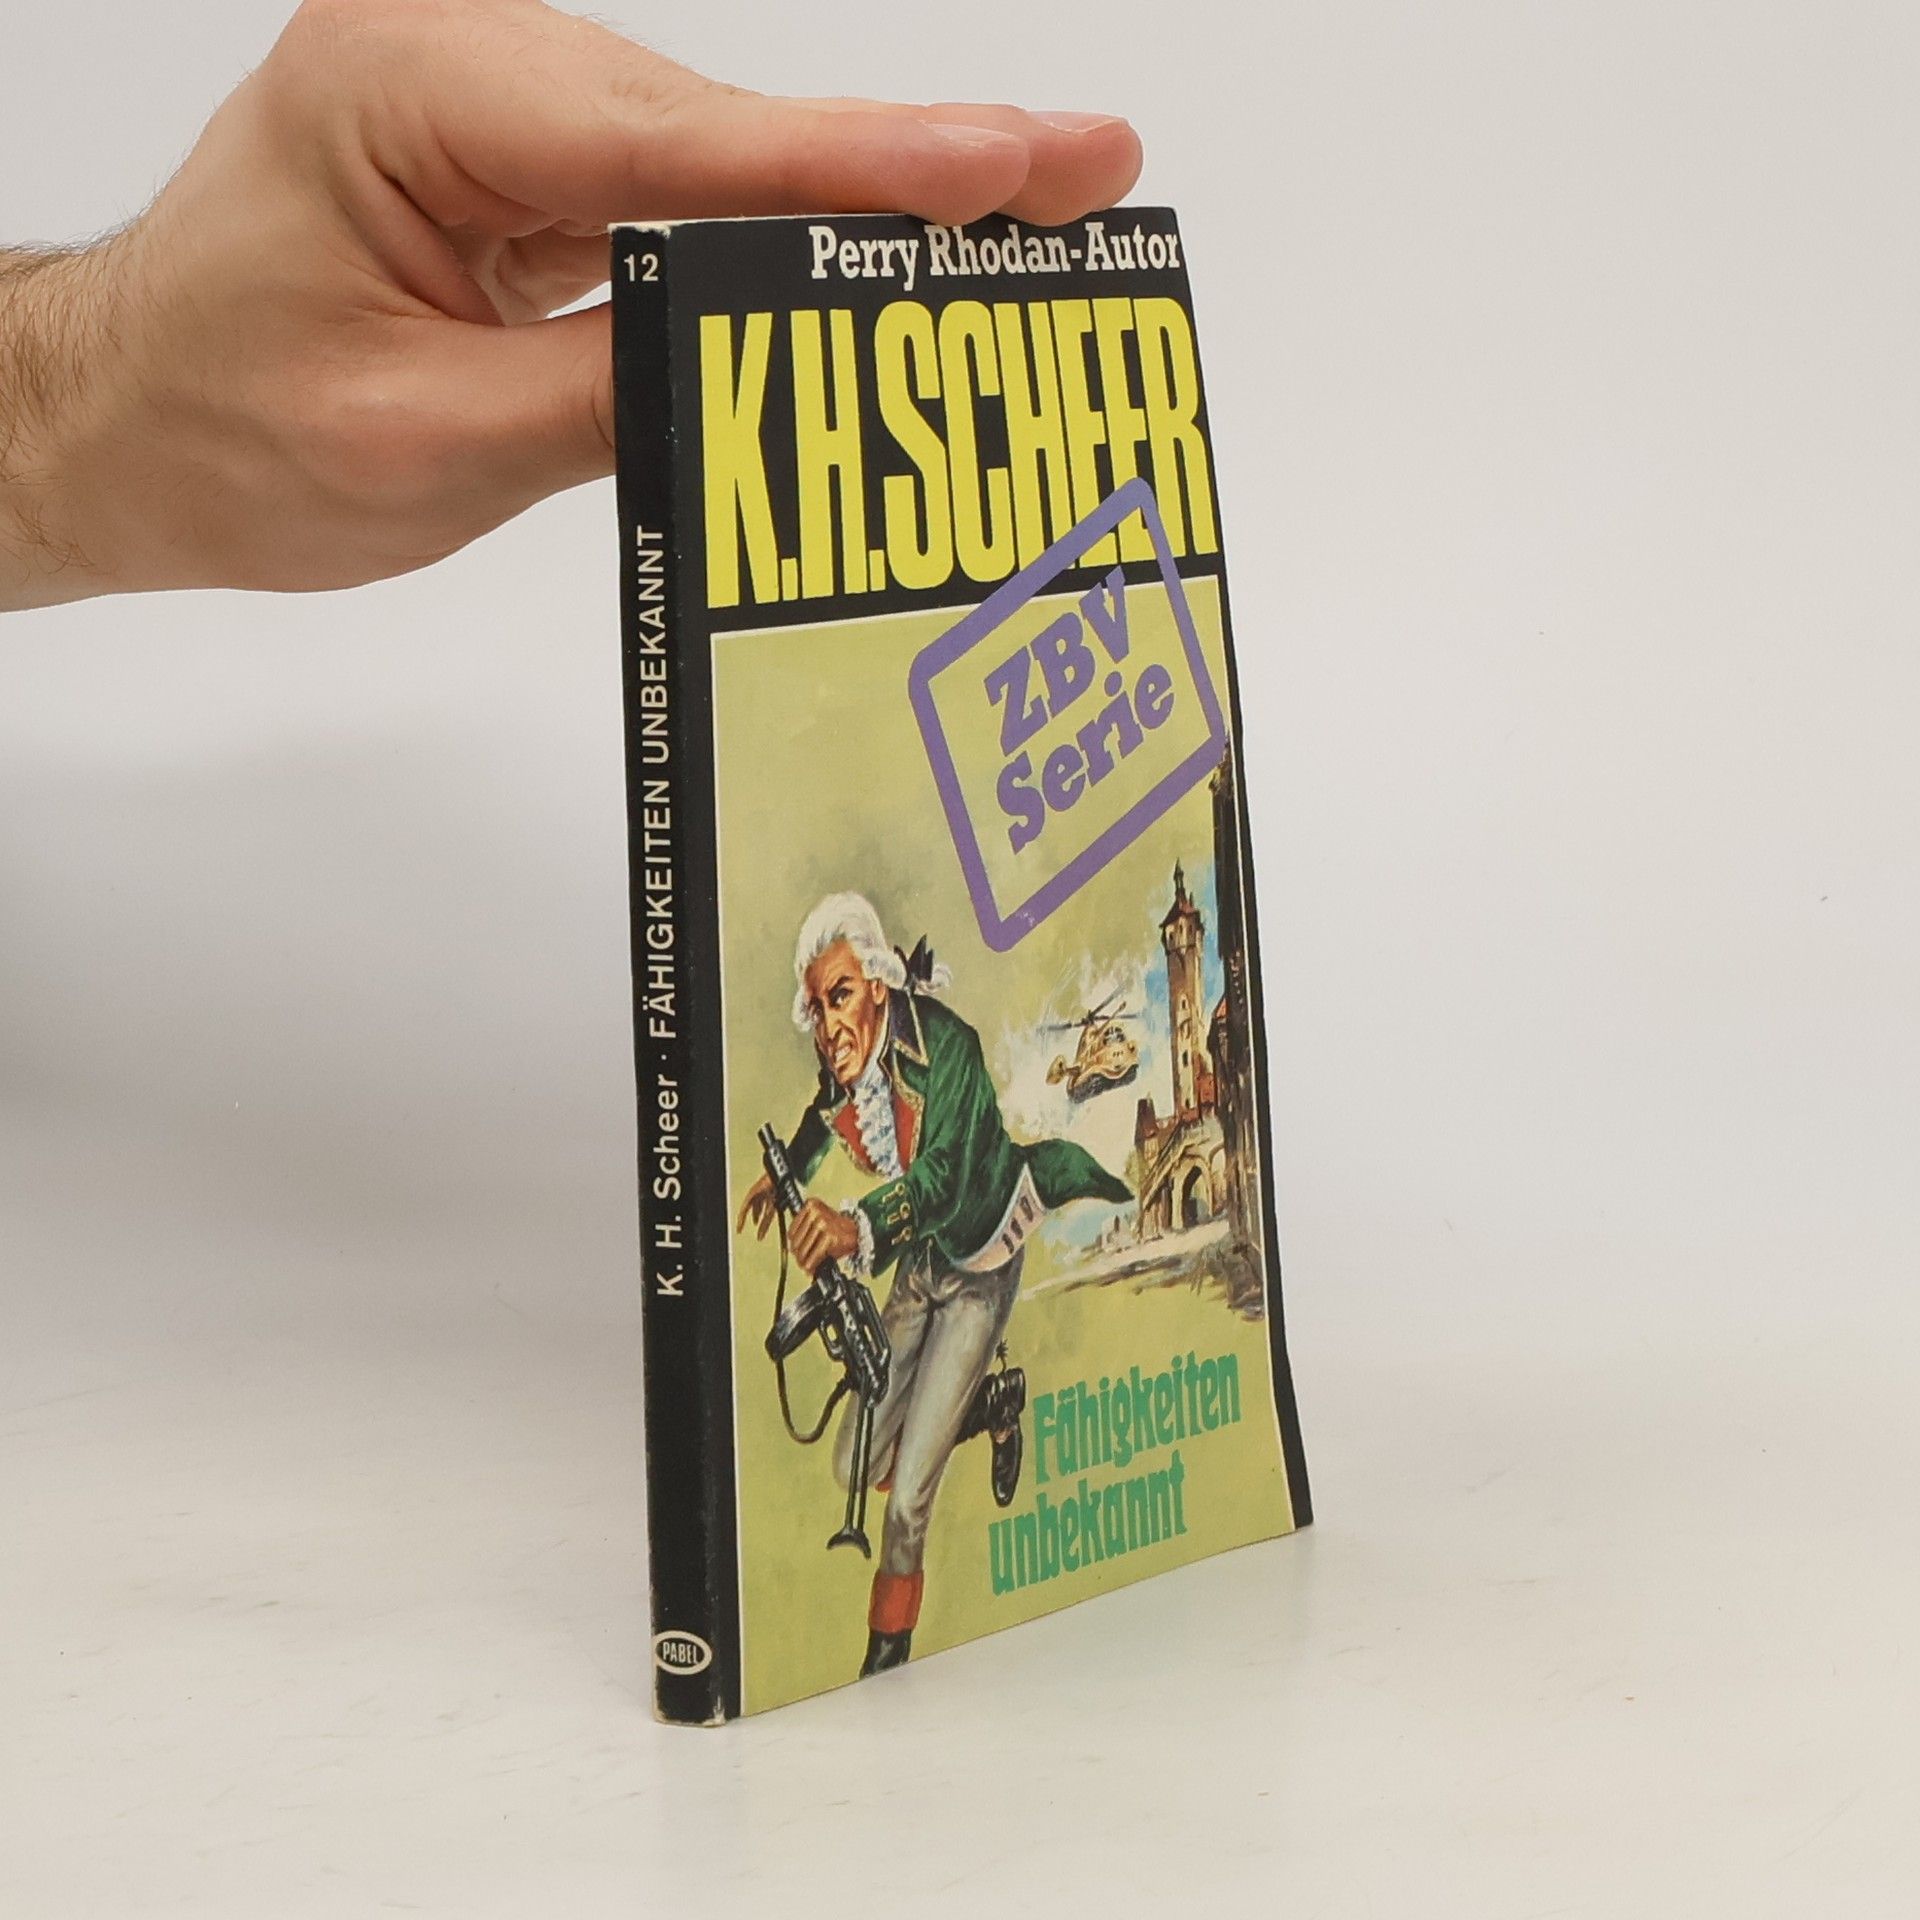 12
K. H. Scheer · FÄHIGKEITEN UNBEKANNT
PABEL
Perry Rhodan-Autor
K.H.SCHEER
ZBV
Serie
Fähigkeiten
unbekannt